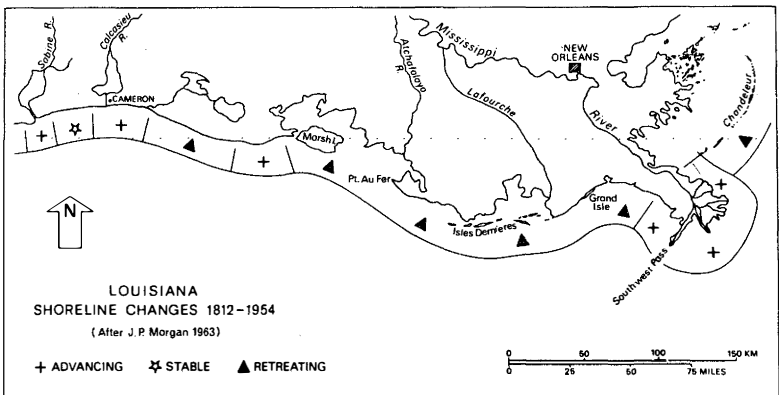 Sabine R.
Calcasieu R.
CAMERON
Marsh I.
Atchafalaya R.
Pt. Au Fer
Mississippi
River
Lafourche
NEW ORLEANS
Isles Dernieres
Grand Isle
Southwest Pass
Chandeleur
N
LOUISIANA
SHORELINE CHANGES 1812-1954
(After J.P. Morgan 1963)
+ ADVANCING ☆ STABLE ▲ RETREATING
0 50 100 150 KM
0 25 50 75 MILES